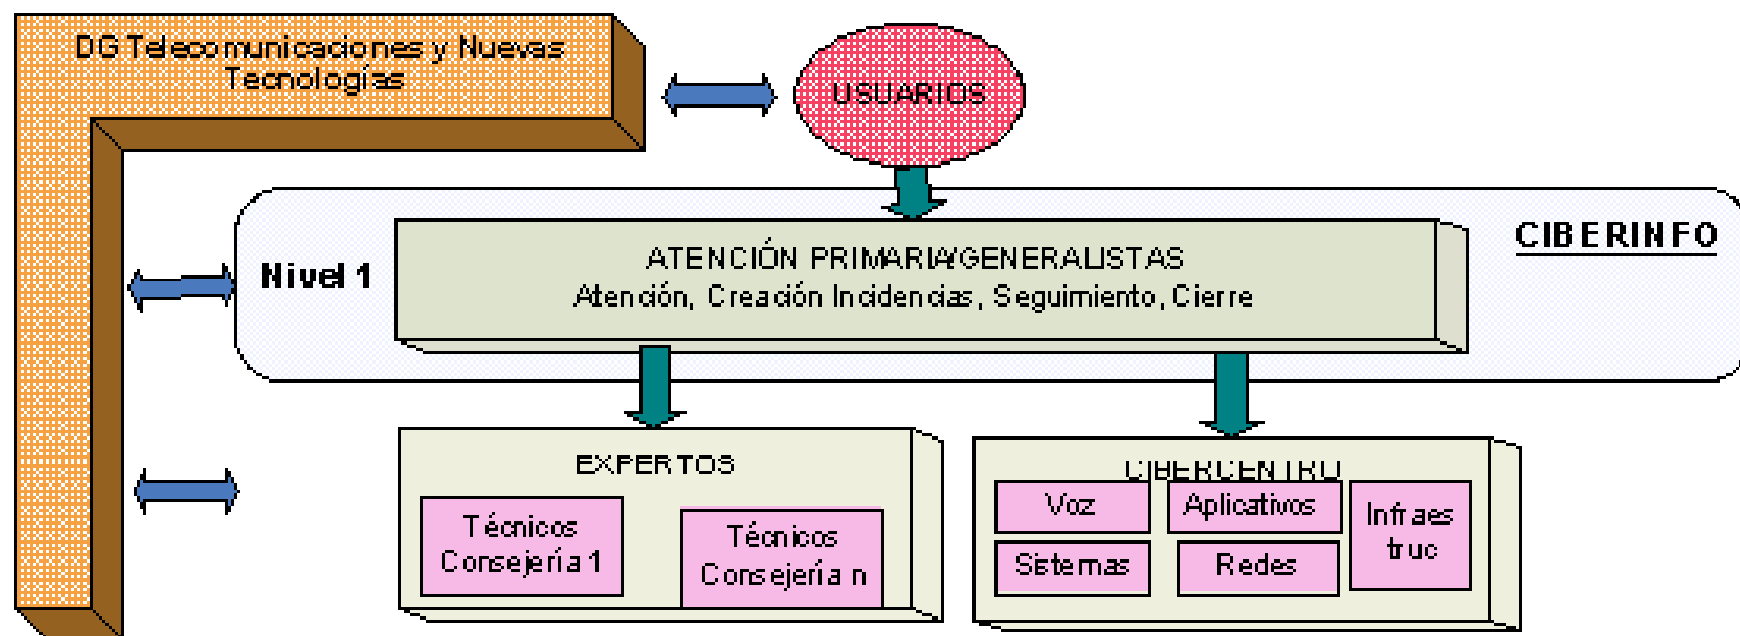 DG Telecomunicaciones y Nuevas
Tecnologías
USUARIOS
CIBERINFO
Nivel 1
ATENCIÓN PRIMARIA/GENERALISTAS
Atención, Creación Incidencias, Seguimiento, Cierre
EXPERTOS
Técnicos
Consejería 1
Técnicos
Consejería n
CIBERCENTRO
Voz
Aplicativos
Infraes
truc
Sistemas
Redes